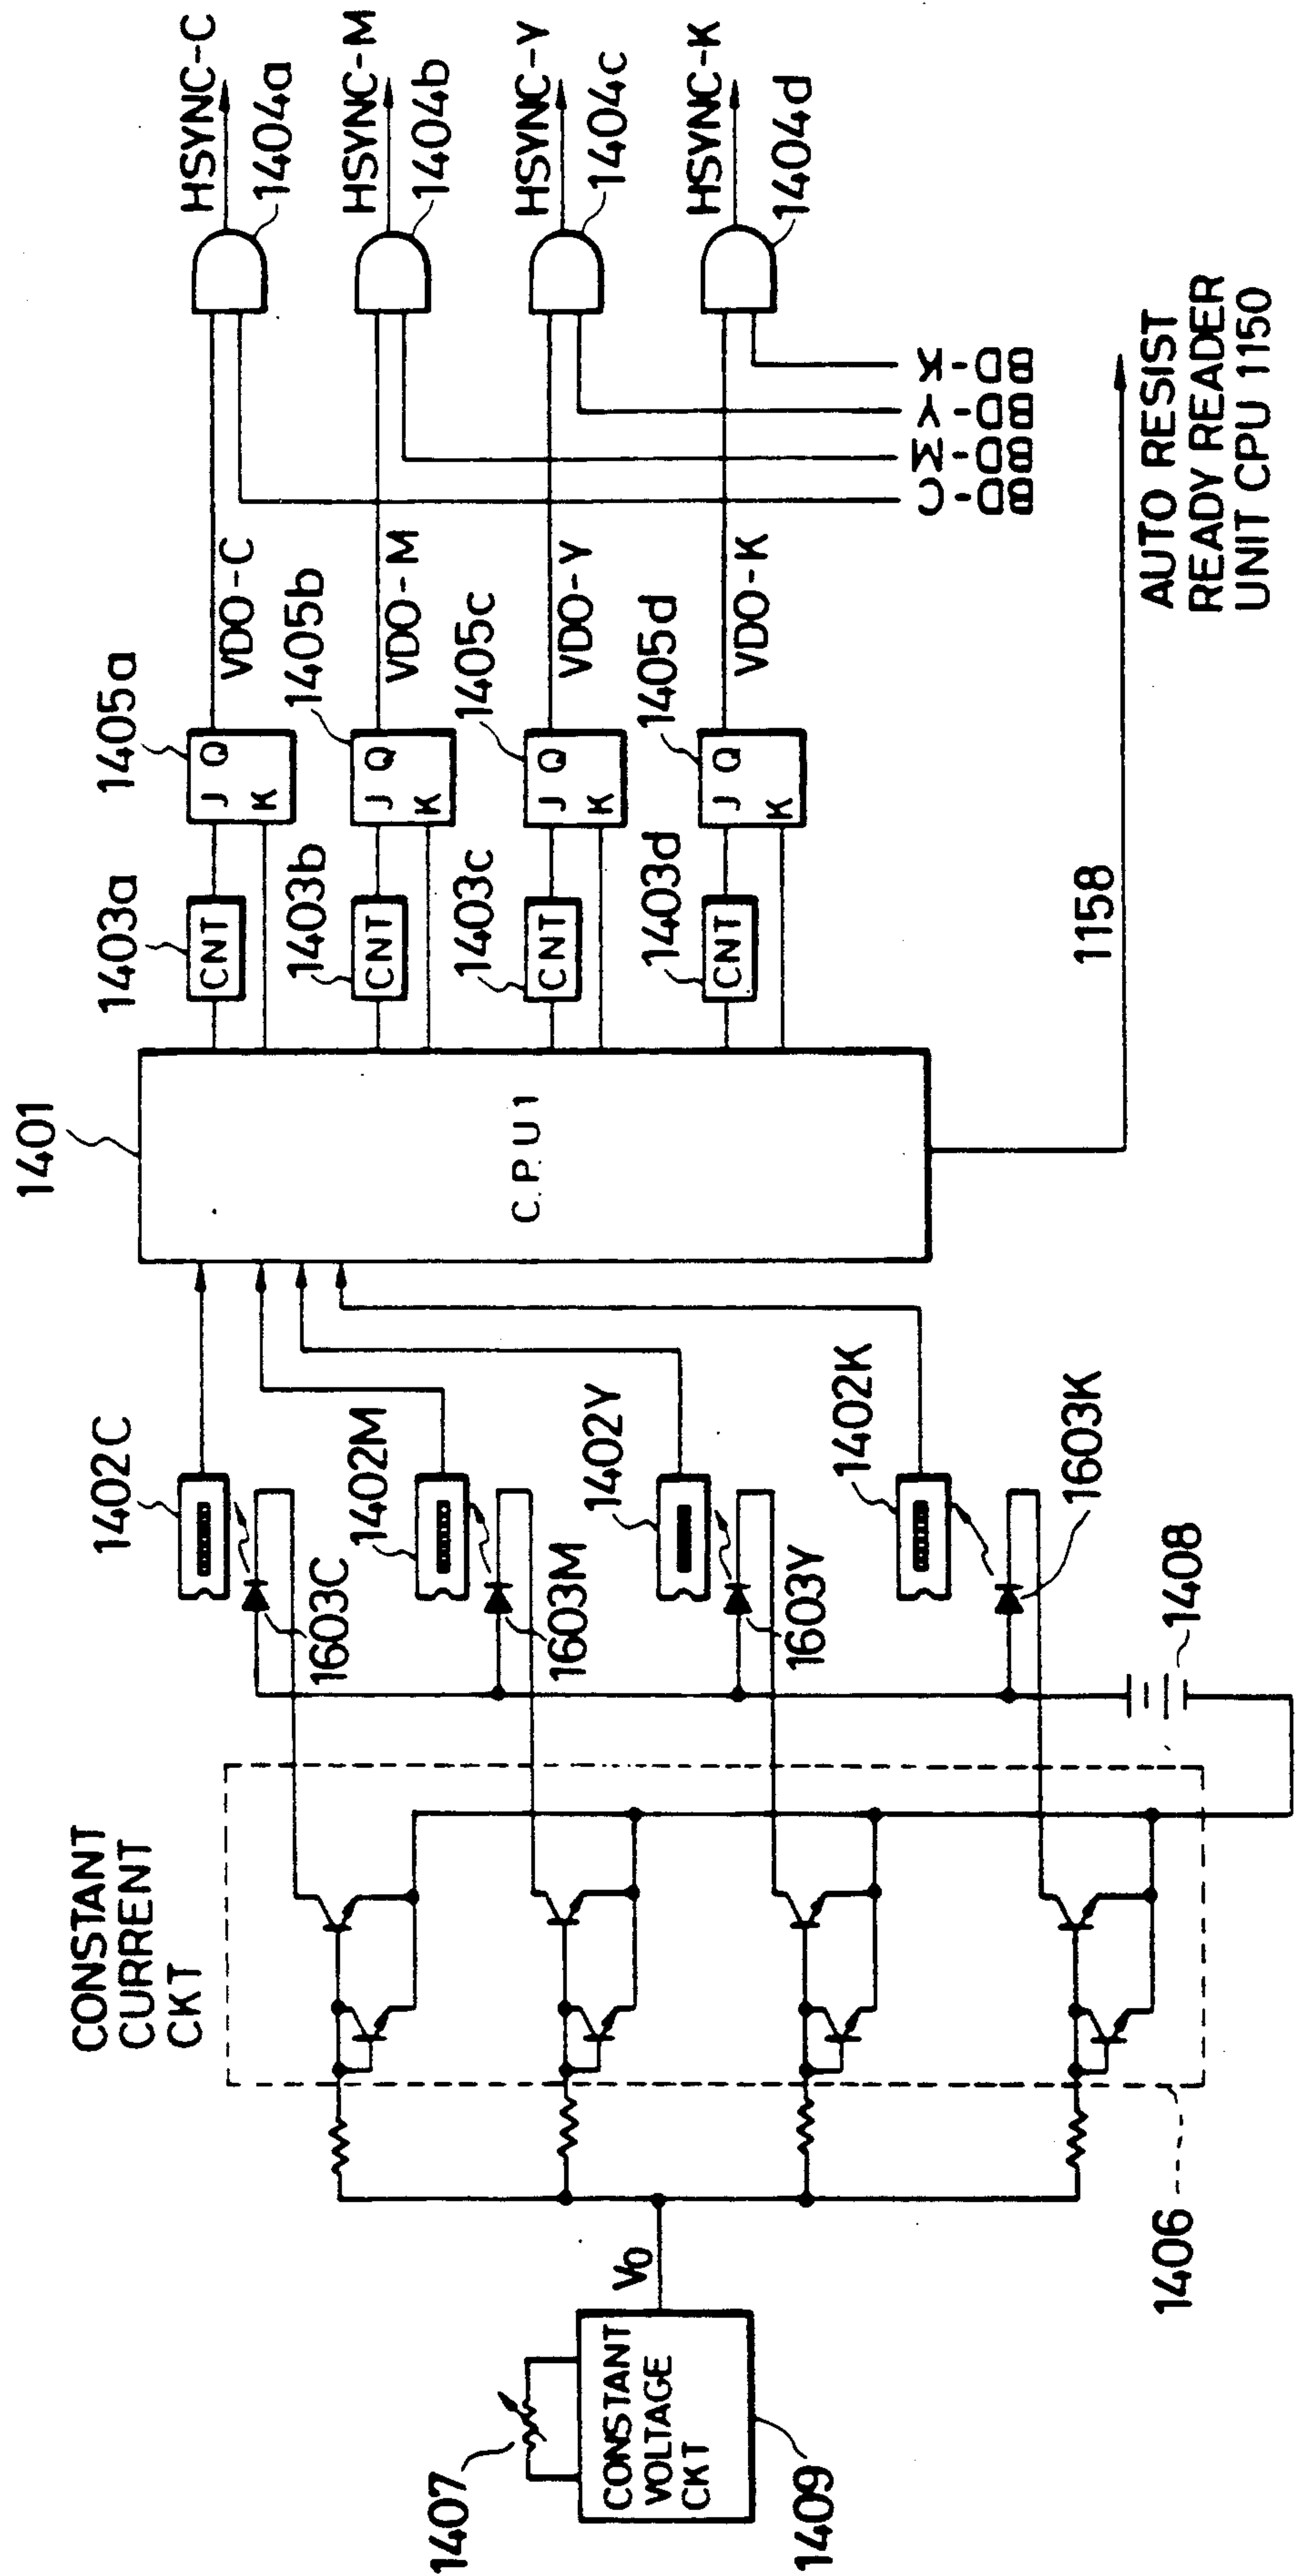 1407
CONSTANT
VOLTAGE
CKT
1409
V0
CONSTANT
CURRENT
CKT
1406
1408
1402C
1603C
1402M
1603M
1402Y
1603Y
1402K
1603K
1401
C.P.U 1
1403a
CNT
1403b
CNT
1403c
CNT
1403d
CNT
1405a
J Q
K
1405b
J Q
K
1405c
J Q
K
1405d
J Q
K
VDO-C
VDO-M
VDO-Y
VDO-K
BD-C
BD-M
BD-Y
BD-K
HSYNC-C
1404a
HSYNC-M
1404b
HSYNC-Y
1404c
HSYNC-K
1404d
1158
AUTO RESIST
READY READER
UNIT CPU 1150